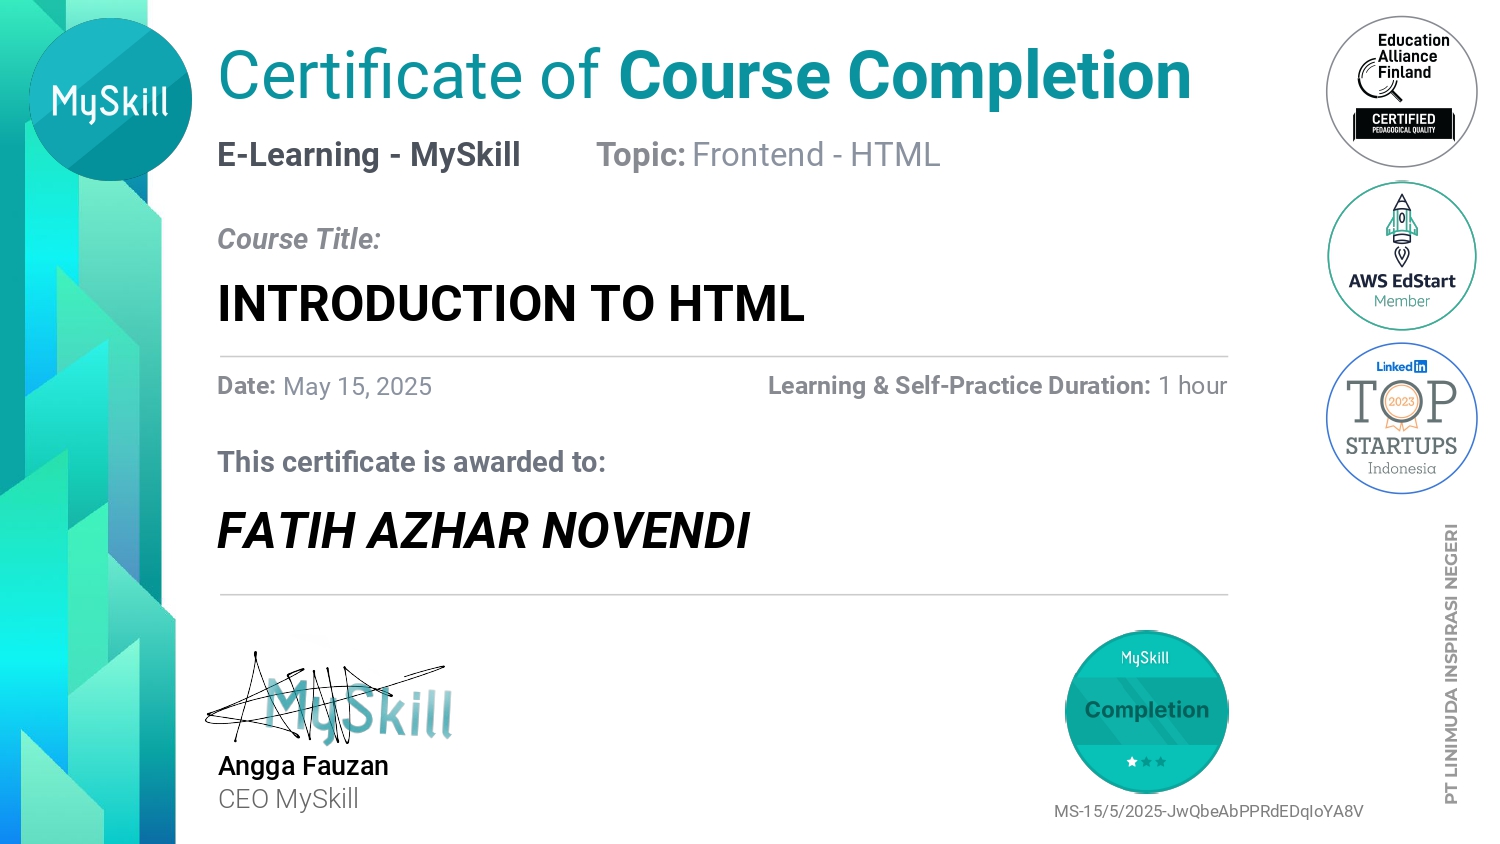 MySkill
Certificate of Course Completion
E-Learning - MySkill
Topic: Frontend - HTML
Course Title:
INTRODUCTION TO HTML
Date: May 15, 2025
Learning & Self-Practice Duration: 1 hour
This certificate is awarded to:
FATIH AZHAR NOVENDI
MySkill
Angga Fauzan
CEO MySkill
MySkill
Completion
MS-15/5/2025-JwQbeAbPPRdEDqIoYA8V
Education
Alliance
Finland
CERTIFIED
PEDAGOGICAL QUALITY
AWS EdStart
Member
Linked in
TOP
2023
STARTUPS
Indonesia
PT LINIMUDA INSPIRASI NEGERI